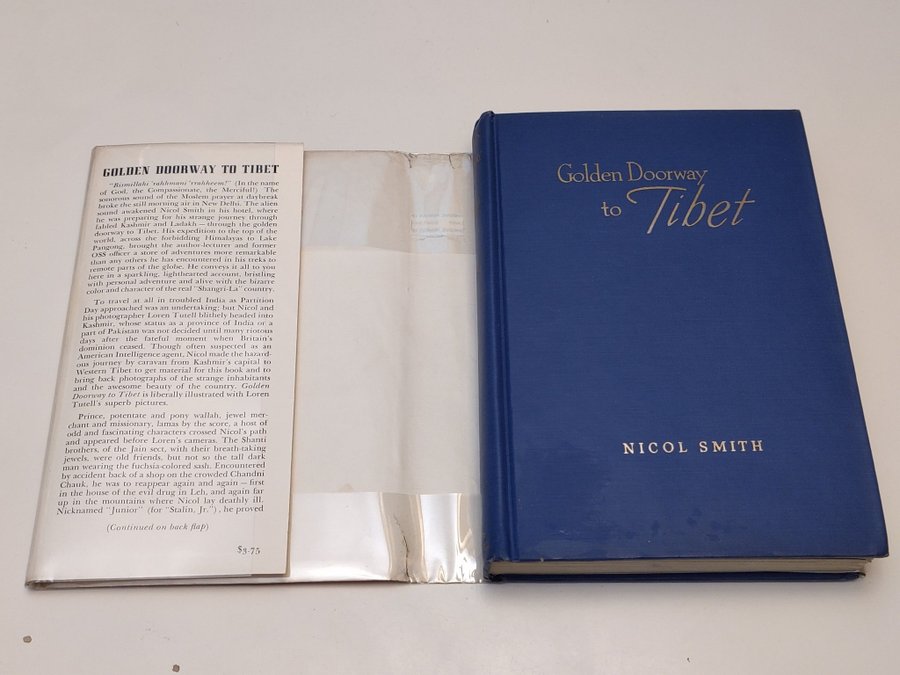 GOLDEN DOORWAY TO TIBET
"Bismillahi 'rahhmani 'rraheem!" (In the name
of God, the Compassionate, the Merciful!) The
sonorous sound of the Moslem prayer at daybreak
broke the still morning air in New Delhi. The alien
sound awakened Nicol Smith in his hotel, where
he was preparing for his strange journey through
fabled Kashmir and Ladakh — through the golden
doorway to Tibet. His expedition to the top of the
world, across the forbidding Himalayas to Lake
Pangong, brought the author-lecturer and former
OSS officer a store of adventures more remarkable
than any others he has encountered in his treks to
remote parts of the globe. He conveys it all to you
here in a sparkling, lighthearted account, bristling
with personal adventure and alive with the bizarre
color and character of the real "Shangri-La" country.
To travel at all in troubled India as Partition
Day approached was an undertaking; but Nicol and
his photographer Loren Tutell blithely headed into
Kashmir, whose status as a province of India or a
part of Pakistan was not decided until many riotous
days after the fateful moment when Britain's
dominion ceased. Though often suspected as an
American Intelligence agent, Nicol made the hazard-
ous journey by caravan from Kashmir's capital to
Western Tibet to get material for this book and to
bring back photographs of the strange inhabitants
and the awesome beauty of the country. Golden
Doorway to Tibet is liberally illustrated with Loren
Tutell's superb pictures.
Prince, potentate and pony wallah, jewel mer-
chant and missionary, lamas by the score, a host of
odd and fascinating characters crossed Nicol's path
and appeared before Loren's cameras. The Shanti
brothers, of the Jain sect, with their breath-taking
jewels, were old friends, but not so the tall dark
man wearing the fuchsia-colored sash. Encountered
by accident back of a shop on the crowded Chandni
Chauk, he was to reappear again and again — first
in the house of the evil drug in Leh, and again far
up in the mountains where Nicol lay deathly ill.
Nicknamed "Junior" (for "Stalin, Jr."), he proved
(Continued on back flap)
$3.75
Golden Doorway
to Tibet
NICOL SMITH